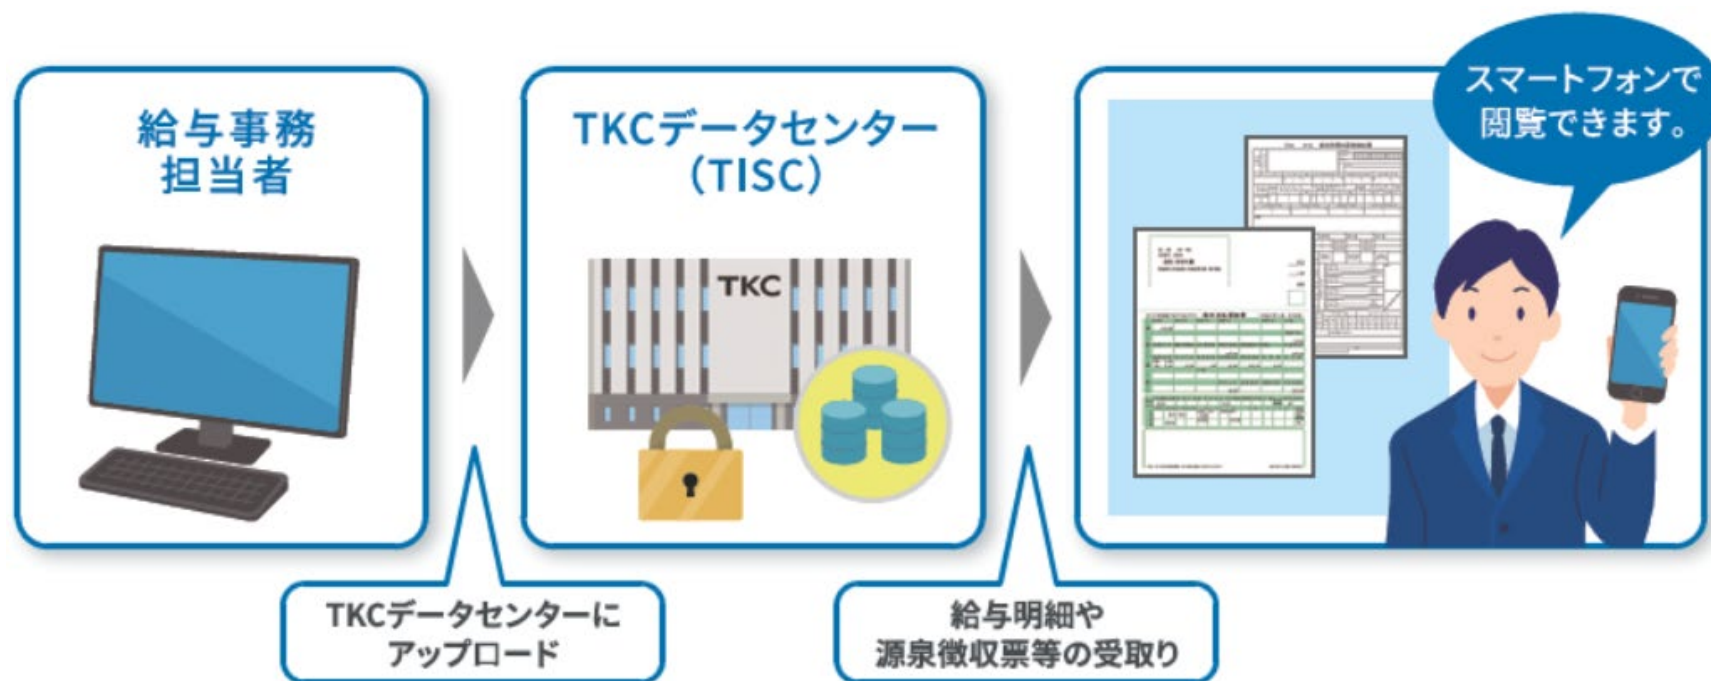 給与事務
担当者
TKCデータセンター
（TISC）
TKC
スマートフォンで
閲覧できます。
TKCデータセンターに
アップロード
給与明細や
源泉徴収票等の受取り